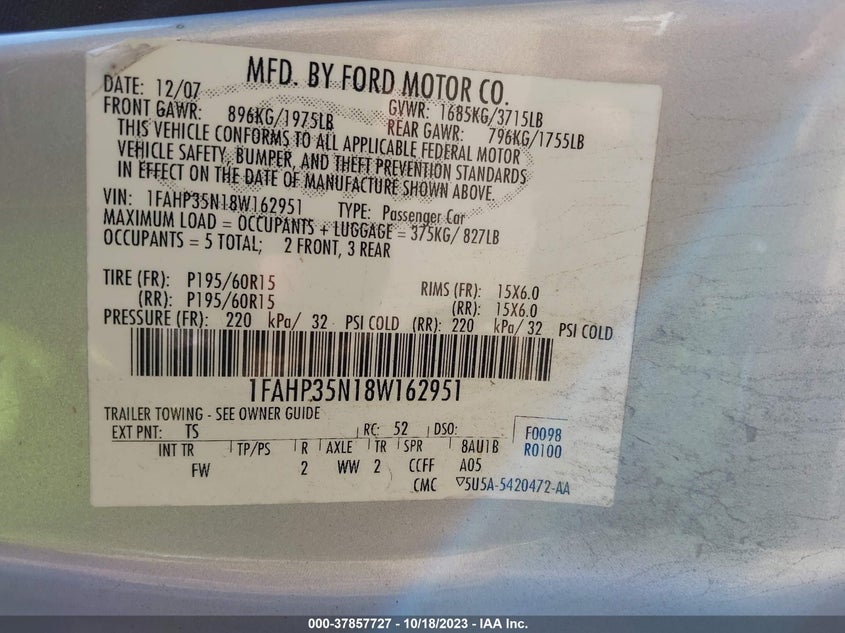 MFD. BY FORD MOTOR CO.
DATE: 12/07 GVWR: 1685KG/3715LB
FRONT GAWR: 896KG/1975LB REAR GAWR: 796KG/1755LB
THIS VEHICLE CONFORMS TO ALL APPLICABLE FEDERAL MOTOR
VEHICLE SAFETY, BUMPER, AND THEFT PREVENTION STANDARDS
IN EFFECT ON THE DATE OF MANUFACTURE SHOWN ABOVE
VIN: 1FAHP35N18W162951 TYPE: Passenger Car
MAXIMUM LOAD = OCCUPANTS + LUGGAGE = 375KG/ 827LB
OCCUPANTS = 5 TOTAL; 2 FRONT, 3 REAR
TIRE (FR): P195/60R15 RIMS (FR): 15X6.0
(RR): P195/60R15 (RR): 15X6.0
PRESSURE (FR): 220 kPa/ 32 PSI COLD (RR): 220 kPa/ 32 PSI COLD
1FAHP35N18W162951
TRAILER TOWING - SEE OWNER GUIDE
EXT PNT: TS RC: 52 DSO: F0098
INT TR TP/PS R AXLE TR SPR 8AU1B R0100
FW 2 WW 2 CCFF A05
CMC ▽5U5A-5420472-AA
000-37857727 - 10/18/2023 - IAA Inc.